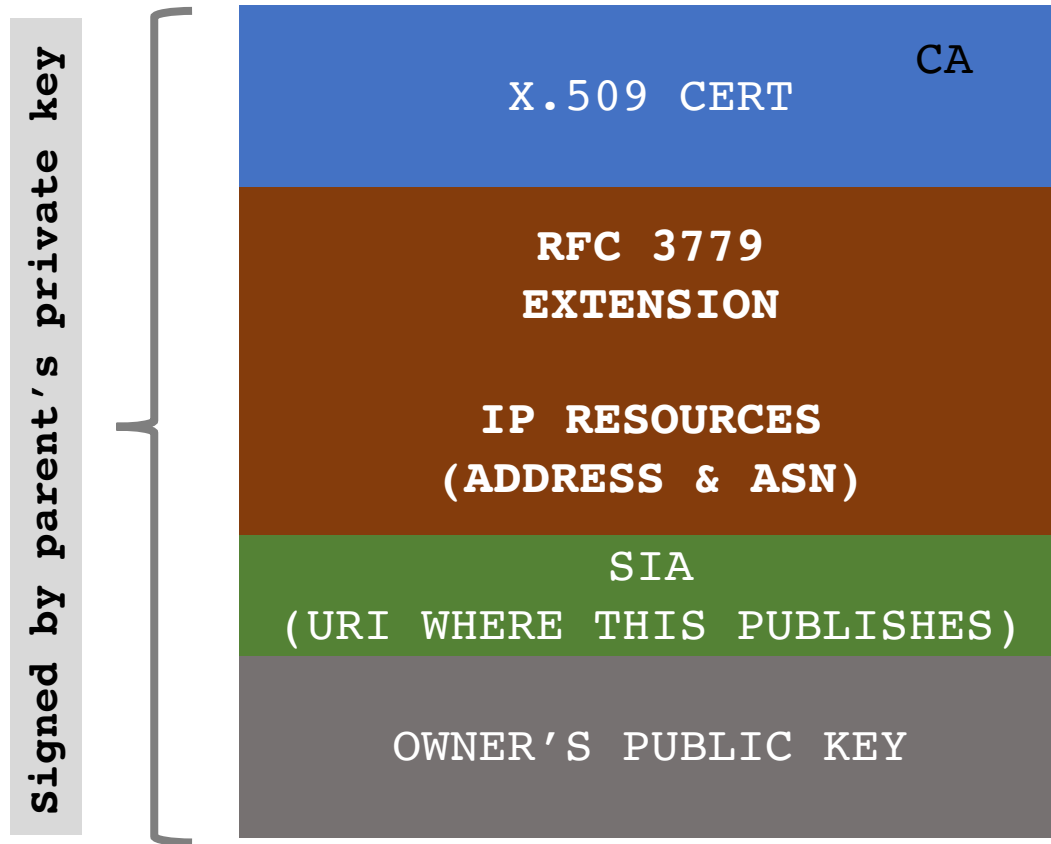 Signed by parent’s private key
CA
X.509 CERT
RFC 3779
EXTENSION
IP RESOURCES
(ADDRESS & ASN)
SIA
(URI WHERE THIS PUBLISHES)
OWNER’S PUBLIC KEY